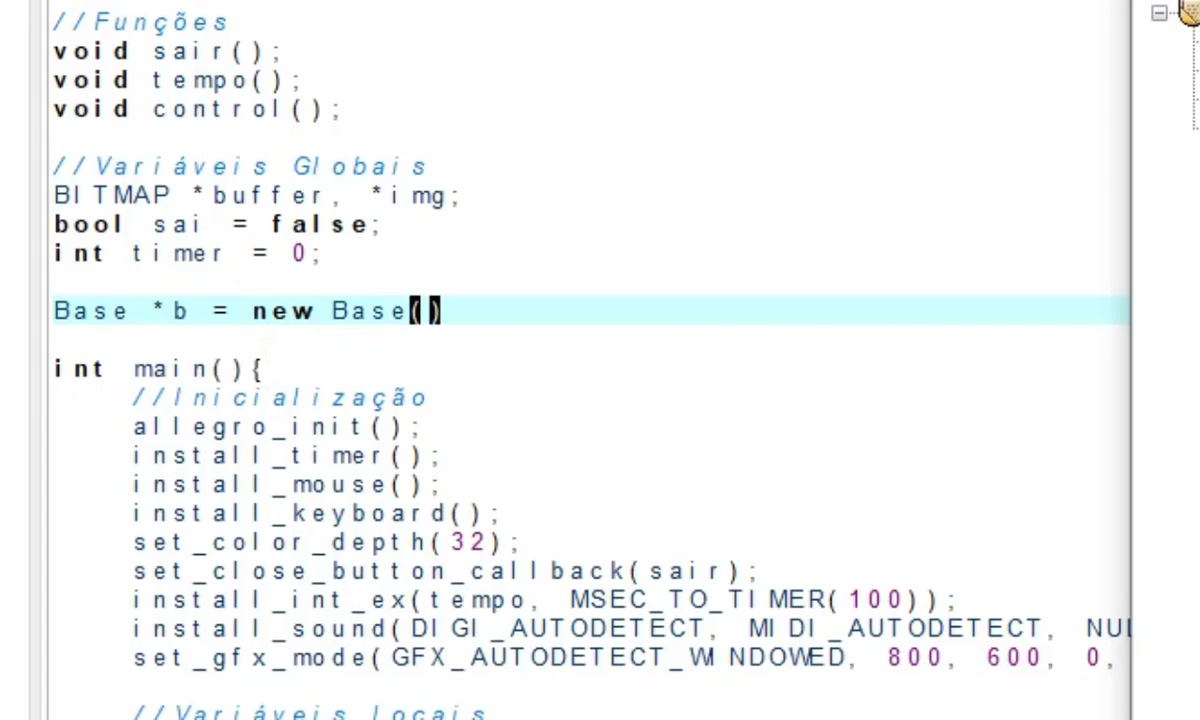 //Funções
void sair();
void tempo();
void control();
//Variáveis Globais
BITMAP *buffer, *img;
bool sai = false;
int timer = 0;
Base *b = new Base()
int main(){
//Inicialização
allegro_init();
install_timer();
install_mouse();
install_keyboard();
set_color_depth(32);
set_close_button_callback(sair);
install_int_ex(tempo, MSEC_TO_TIMER(100));
install_sound(DIGI_AUTODETECT, MIDI_AUTODETECT, NUL
set_gfx_mode(GFX_AUTODETECT_WINDOWED, 800, 600, 0,
//Variáveis Locais